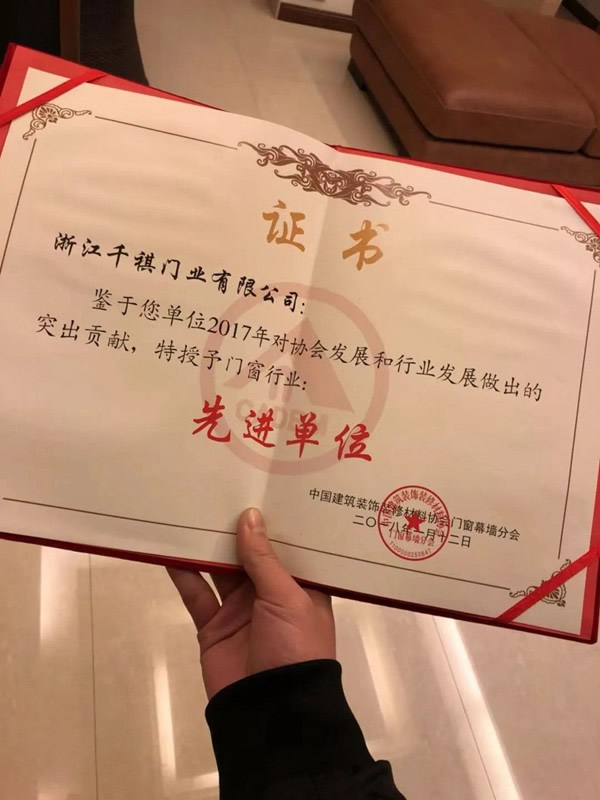 证书
浙江千祺门业有限公司：
鉴于您单位2017年对协会发展和行业发展做出的
突出贡献，特授予门窗行业：
先进单位
中国建筑装饰装修材料协会门窗幕墙分会
二〇一八年 月十二日
1100000250847